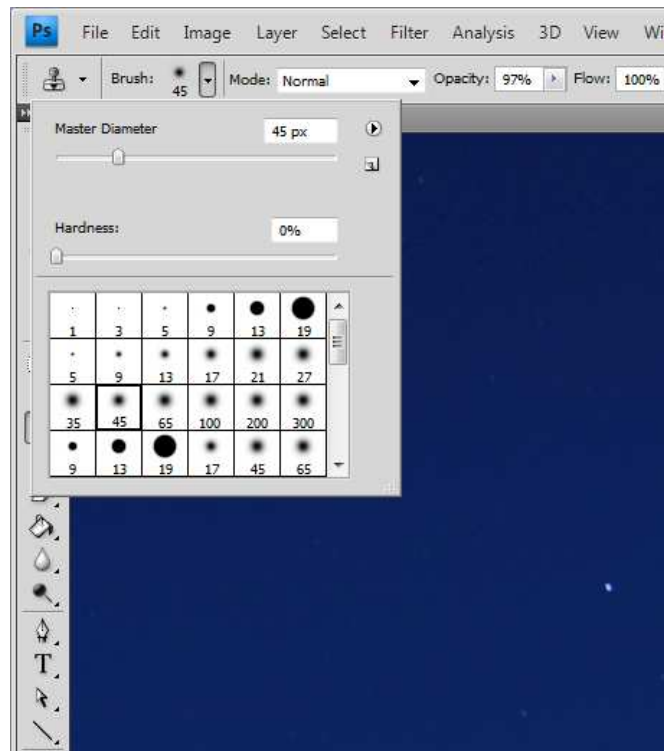 Ps File Edit Image Layer Select Filter Analysis 3D View Wi
Brush: 45 Mode: Normal Opacity: 97% Flow: 100%
Master Diameter 45 px
Hardness: 0%
1 3 5 9 13 19
5 9 13 17 21 27
35 45 65 100 200 300
9 13 19 17 45 65
T